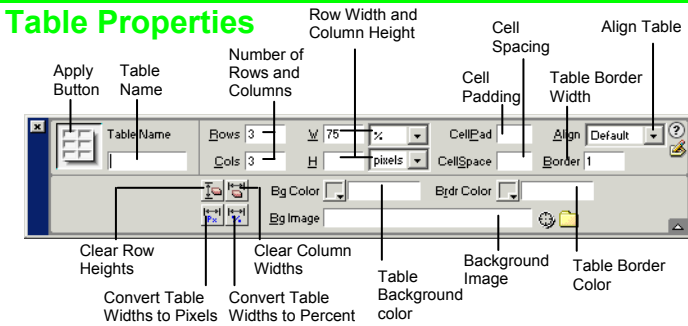 Table Properties
Row Width and
Column Height
Cell
Spacing
Align Table
Number of
Rows and
Columns
Apply
Button
Table
Name
Cell
Padding
Table Border
Width
Table Name
Rows 3
W 75 %
CellPad
Align Default
Cols 3
H pixels
CellSpace
Border 1
Bg Color
Brdr Color
Px %
Bg Image
Clear Row
Heights
Clear Column
Widths
Convert Table
Widths to Pixels
Convert Table
Widths to Percent
Table
Background
color
Background
Image
Table Border
Color